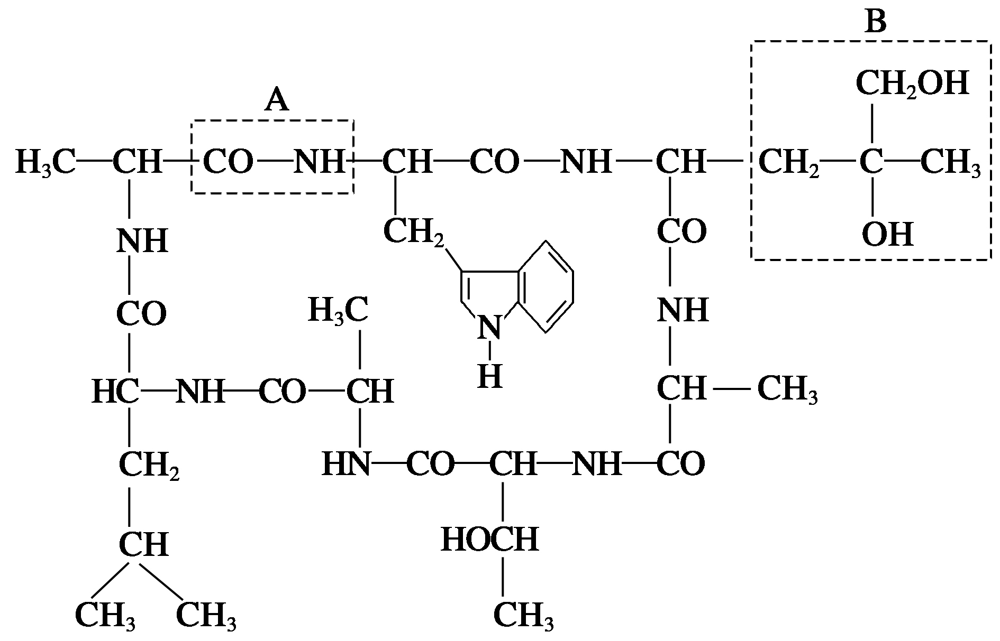 B
CH₂OH
A
H₃C CH CO NH CH CO NH CH CH₂ C CH₃
NH CH₂ CO OH
CO H₃C N NH
H
HC NH CO CH CH CH₃
CH₂ HN CO CH NH CO
CH HOCH
CH₃ CH₃ CH₃